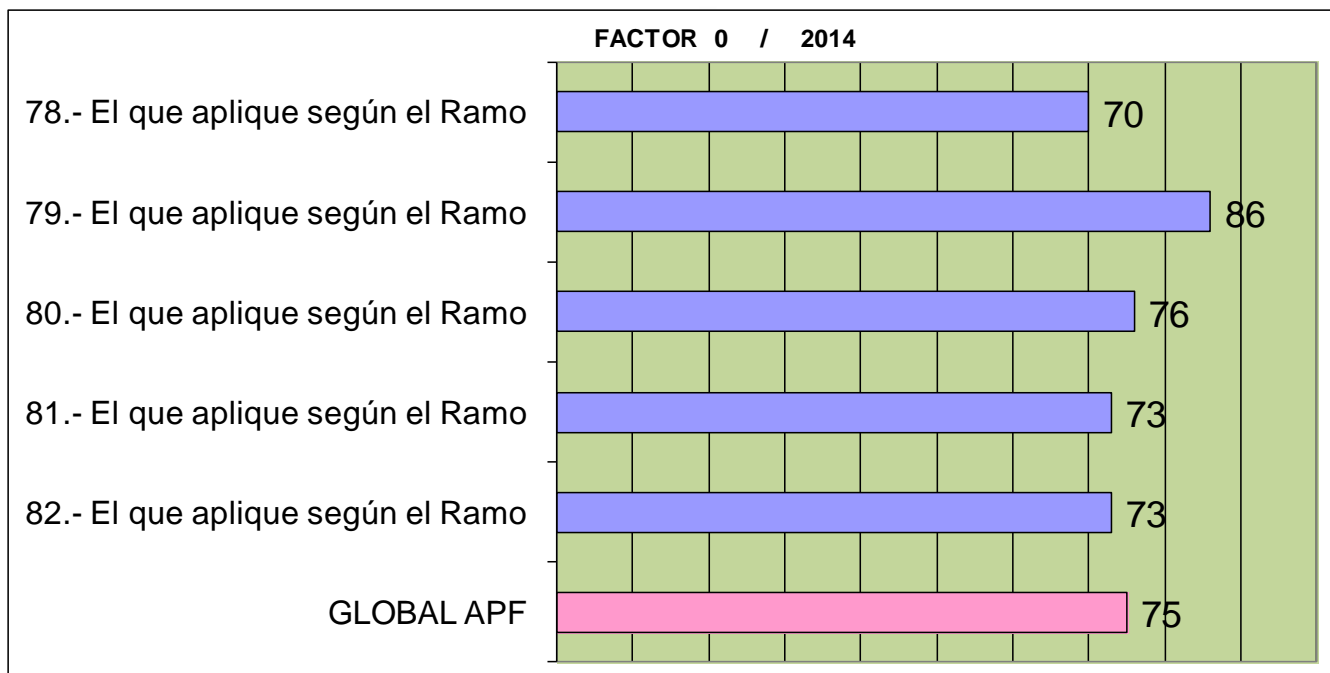 FACTOR 0 / 2014
78.- El que aplique según el Ramo 70
79.- El que aplique según el Ramo 86
80.- El que aplique según el Ramo 76
81.- El que aplique según el Ramo 73
82.- El que aplique según el Ramo 73
GLOBAL APF 75